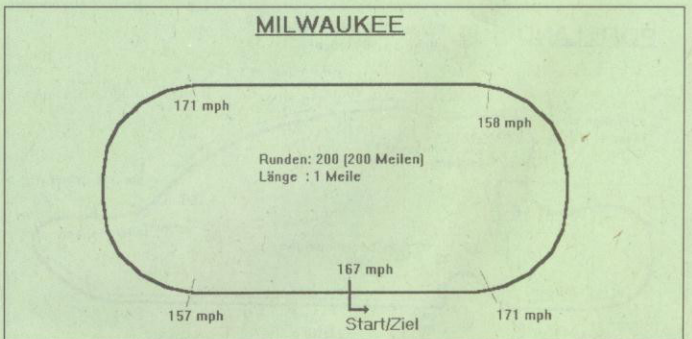 MILWAUKEE
171 mph
158 mph
Runden: 200 (200 Meilen)
Länge : 1 Meile
167 mph
157 mph
Start/Ziel
171 mph